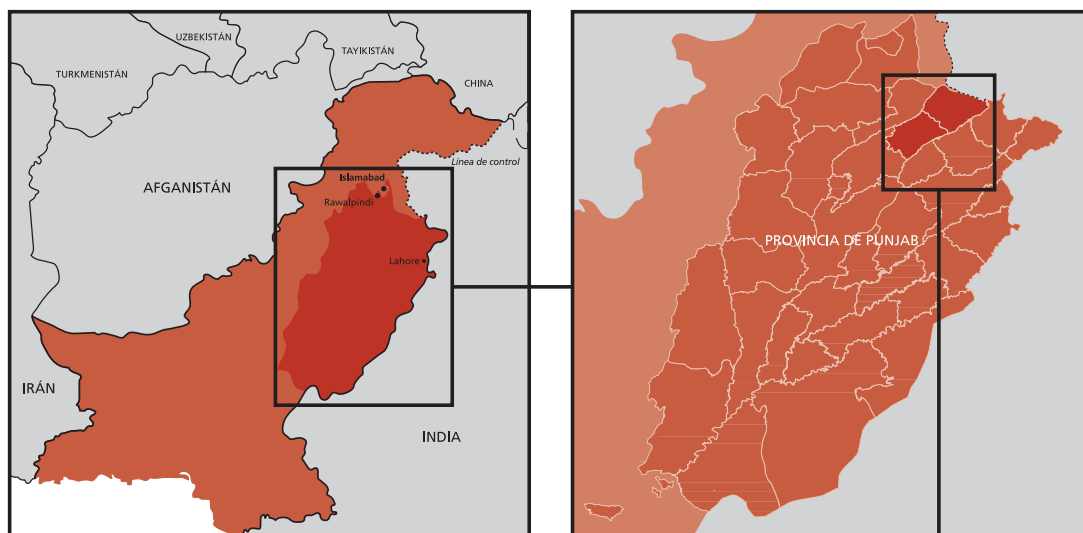 UZBEKISTÁN
TAYIKISTÁN
TURKMENISTÁN
CHINA
Línea de control
AFGANISTÁN
Islamabad
Rawalpindi
Lahore
IRÁN
INDIA
PROVINCIA DE PUNJAB